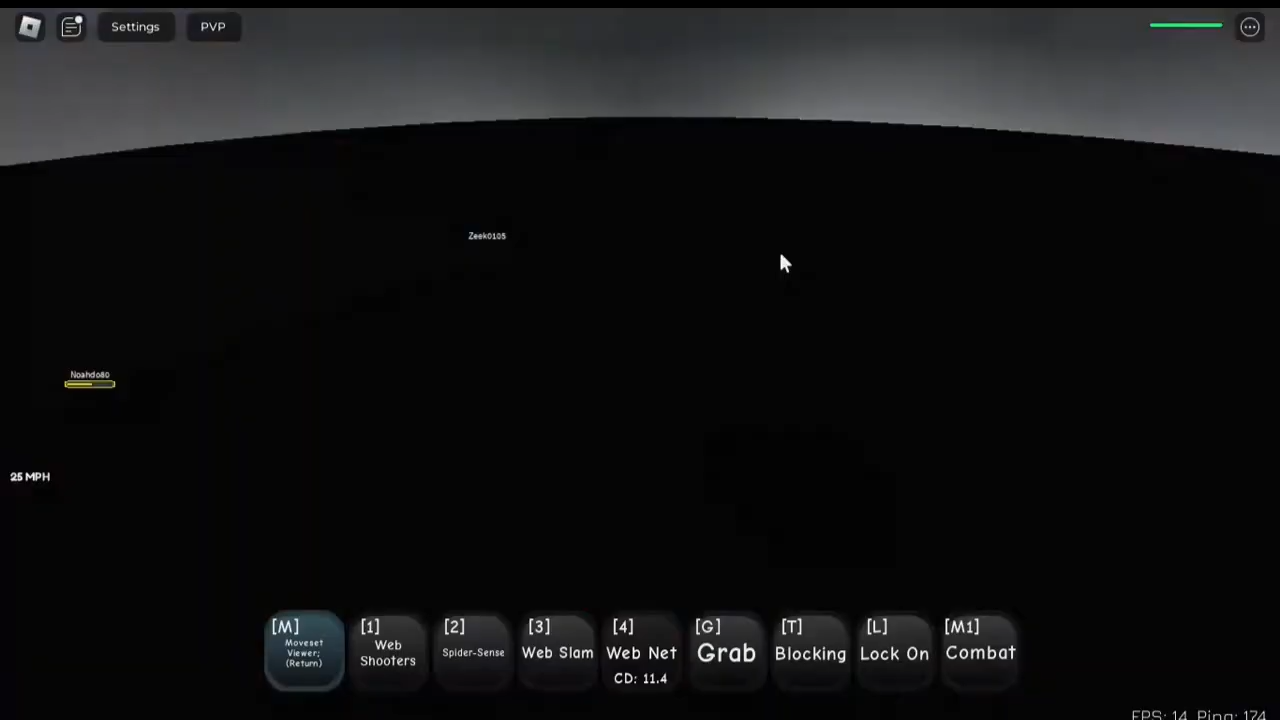 Settings
PVP
Zeek0105
Noahdo60
25 MPH
[M]
Moveset
Viewer;
(Return)
[1]
Web
Shooters
[2]
Spider-Sense
[3]
Web Slam
[4]
Web Net
CD: 11.4
[G]
Grab
[T]
Blocking
[L]
Lock On
[M1]
Combat
FPS: 14, Ping: 174